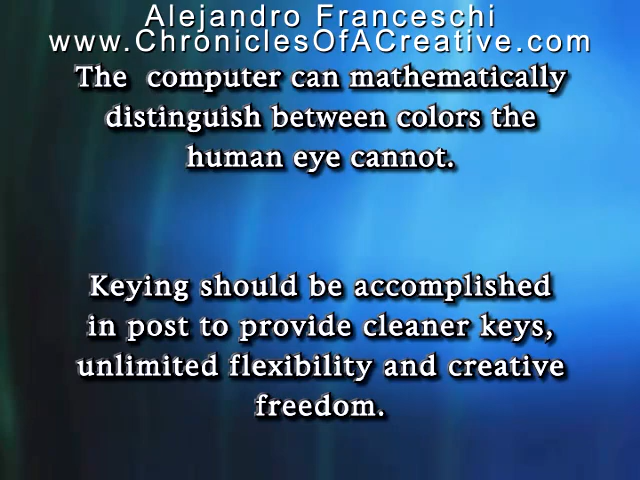 Alejandro Franceschi
www.ChroniclesOfACreative.com
The computer can mathematically
distinguish between colors the
human eye cannot.
Keying should be accomplished
in post to provide cleaner keys,
unlimited flexibility and creative
freedom.